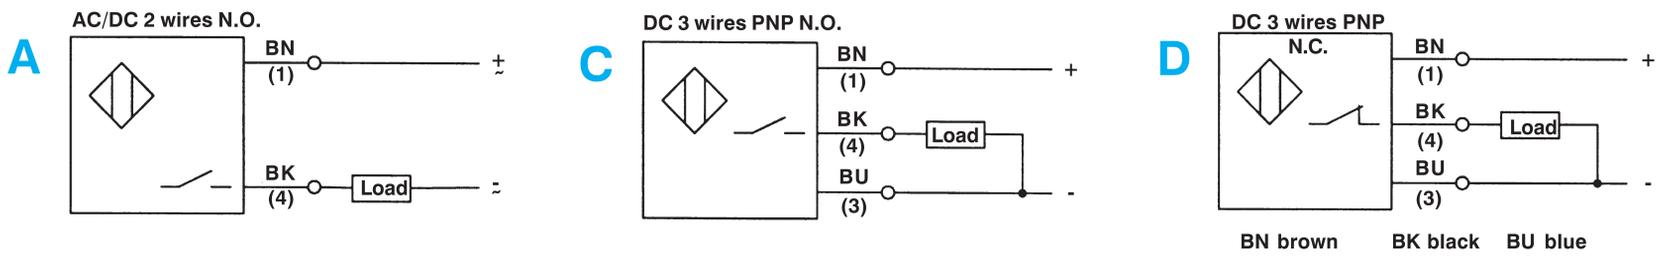 A
AC/DC 2 wires N.O.
BN
(1)
+
~
BK
(4)
Load
-
~
C
DC 3 wires PNP N.O.
BN
(1)
+
BK
(4)
Load
BU
(3)
-
D
DC 3 wires PNP
N.C.
BN
(1)
+
BK
(4)
Load
BU
(3)
-
BN brown BK black BU blue